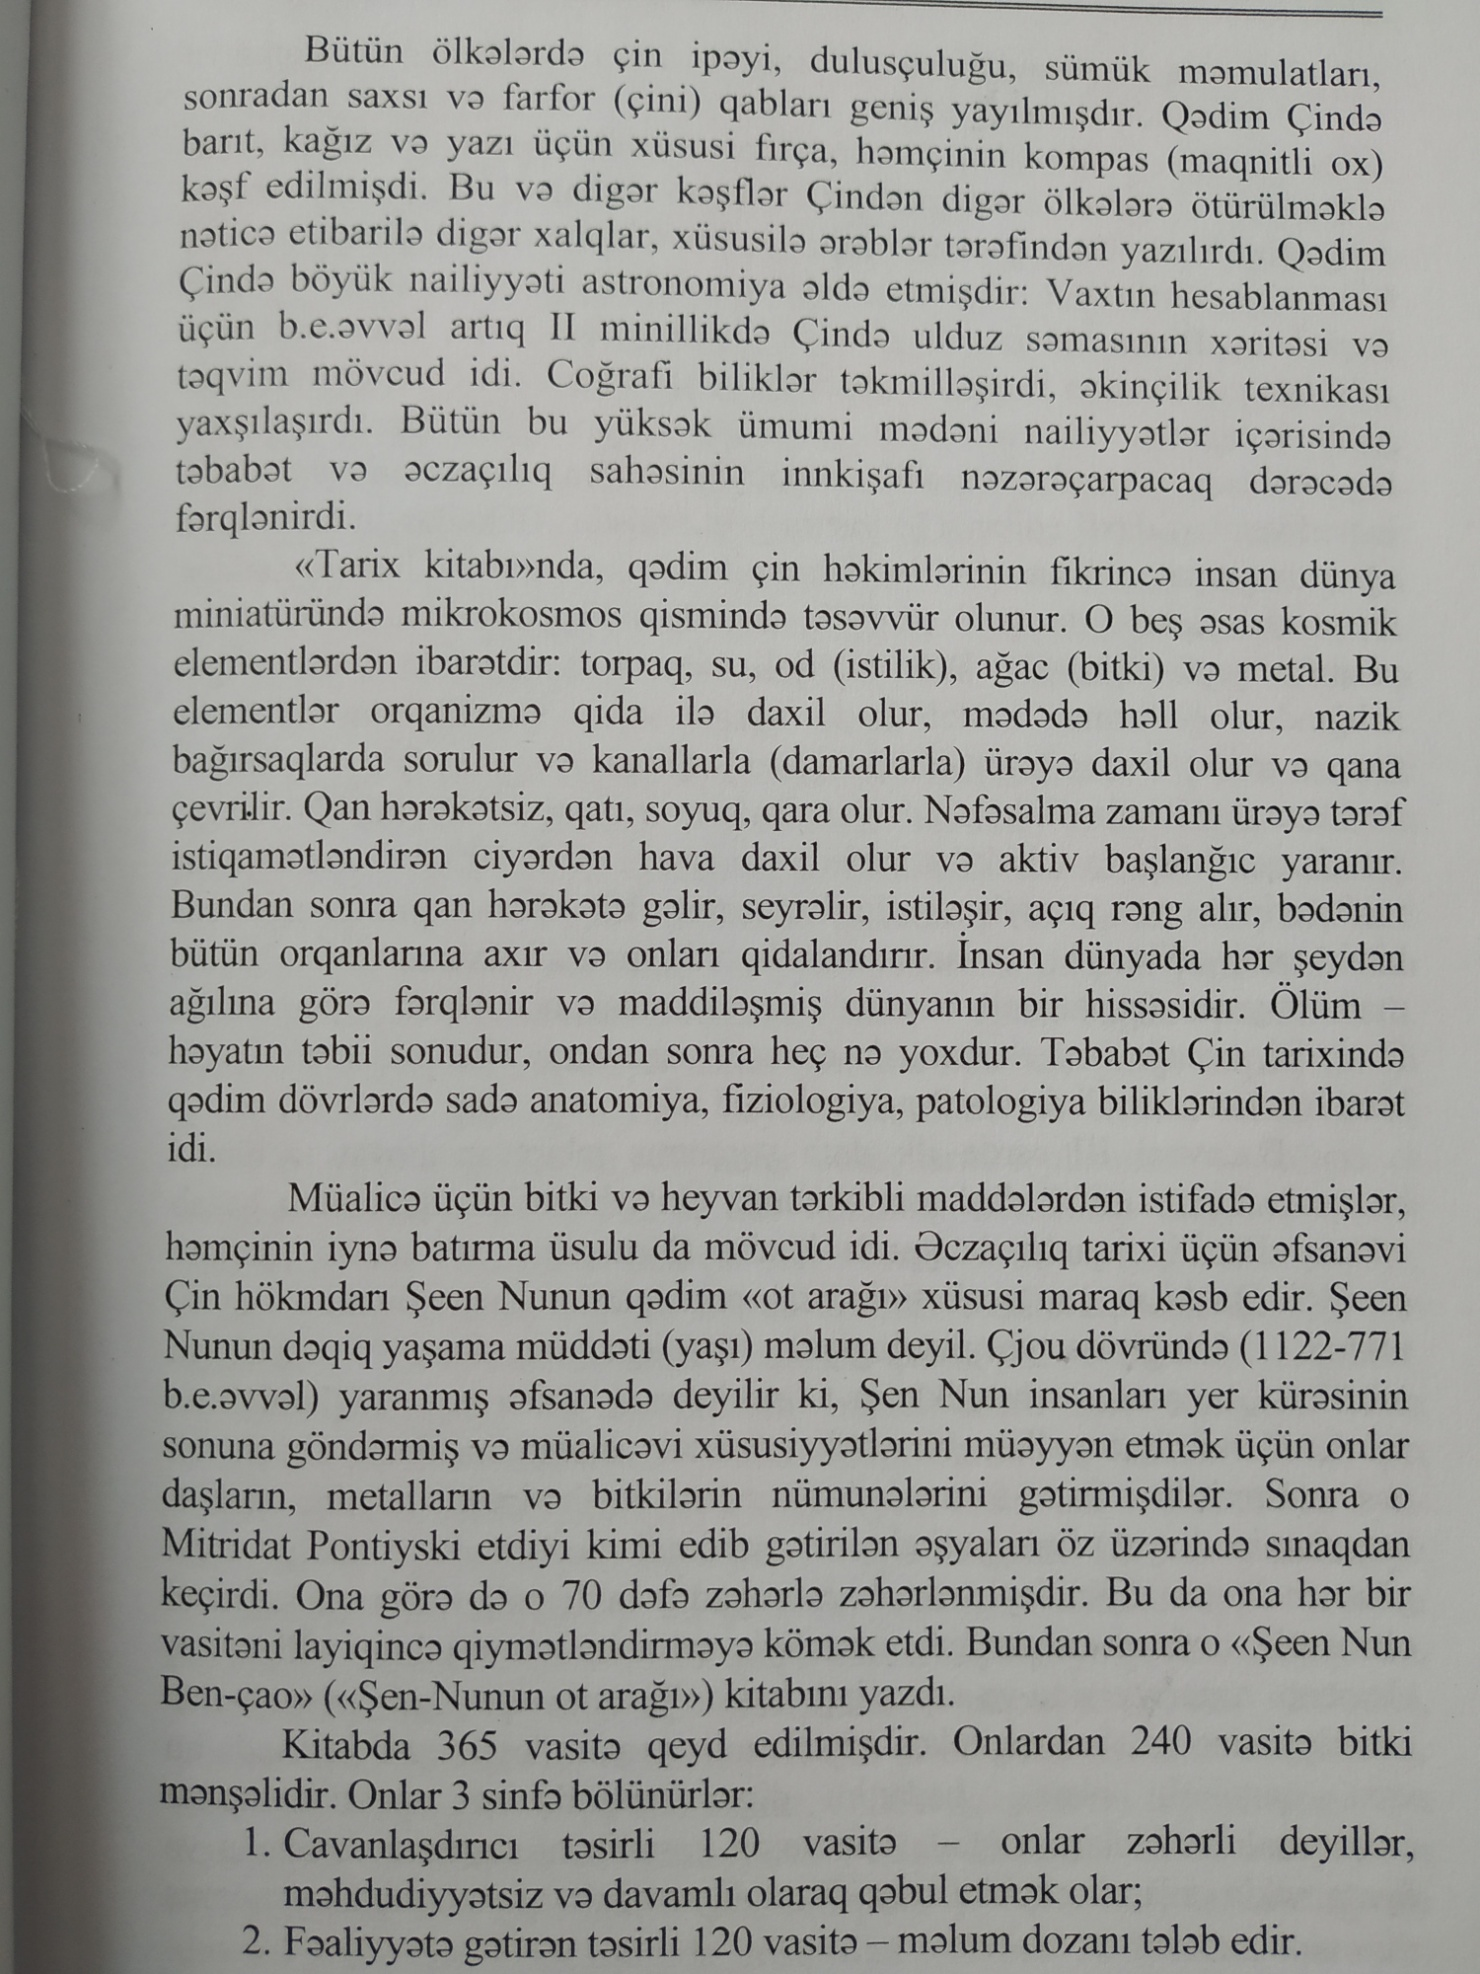 Bütün ölkələrdə çin ipəyi, dulusçuluğu, sümük məmulatları,
sonradan saxsı və farfor (çini) qabları geniş yayılmışdır. Qədim Çində
barıt, kağız və yazı üçün xüsusi fırça, həmçinin kompas (maqnitli ox)
kəşf edilmişdi. Bu və digər kəşflər Çindən digər ölkələrə ötürülməklə
nəticə etibarilə digər xalqlar, xüsusilə ərəblər tərəfindən yazılırdı. Qədim
Çində böyük nailiyyəti astronomiya əldə etmişdir: Vaxtın hesablanması
üçün b.e.əvvəl artıq II minillikdə Çində ulduz səmasının xəritəsi və
təqvim mövcud idi. Coğrafi biliklər təkmilləşirdi, əkinçilik texnikası
yaxşılaşırdı. Bütün bu yüksək ümumi mədəni nailiyyətlər içərisində
təbabət və əczaçılıq sahəsinin innkişafı nəzərəçarpacaq dərəcədə
fərqlənirdi.
«Tarix kitabı»nda, qədim çin həkimlərinin fikrincə insan dünya
miniatüründə mikrokosmos qismində təsəvvür olunur. O beş əsas kosmik
elementlərdən ibarətdir: torpaq, su, od (istilik), ağac (bitki) və metal. Bu
elementlər orqanizmə qida ilə daxil olur, mədədə həll olur, nazik
bağırsaqlarda sorulur və kanallarla (damarlarla) ürəyə daxil olur və qana
çevrilir. Qan hərəkətsiz, qatı, soyuq, qara olur. Nəfəsalma zamanı ürəyə tərəf
istiqamətləndirən ciyərdən hava daxil olur və aktiv başlanğıc yaranır.
Bundan sonra qan hərəkətə gəlir, seyrəlir, istiləşir, açıq rəng alır, bədənin
bütün orqanlarına axır və onları qidalandırır. İnsan dünyada hər şeydən
ağılına görə fərqlənir və maddiləşmiş dünyanın bir hissəsidir. Ölüm –
həyatın təbii sonudur, ondan sonra heç nə yoxdur. Təbabət Çin tarixində
qədim dövrlərdə sadə anatomiya, fiziologiya, patologiya biliklərindən ibarət
idi.
Müalicə üçün bitki və heyvan tərkibli maddələrdən istifadə etmişlər,
həmçinin iynə batırma üsulu da mövcud idi. Əczaçılıq tarixi üçün əfsanəvi
Çin hökmdarı Şeen Nunun qədim «ot arağı» xüsusi maraq kəsb edir. Şeen
Nunun dəqiq yaşama müddəti (yaşı) məlum deyil. Çjou dövründə (1122-771
b.e.əvvəl) yaranmış əfsanədə deyilir ki, Şen Nun insanları yer kürəsinin
sonuna göndərmiş və müalicəvi xüsusiyyətlərini müəyyən etmək üçün onlar
daşların, metalların və bitkilərin nümunələrini gətirmişdilər. Sonra o
Mitridat Pontiyski etdiyi kimi edib gətirilən əşyaları öz üzərində sınaqdan
keçirdi. Ona görə də o 70 dəfə zəhərlə zəhərlənmişdir. Bu da ona hər bir
vasitəni layiqincə qiymətləndirməyə kömək etdi. Bundan sonra o «Şeen Nun
Ben-çao» («Şen-Nunun ot arağı») kitabını yazdı.
Kitabda 365 vasitə qeyd edilmişdir. Onlardan 240 vasitə bitki
mənşəlidir. Onlar 3 sinfə bölünürlər:
1. Cavanlaşdırıcı təsirli 120 vasitə – onlar zəhərli deyillər,
məhdudiyyətsiz və davamlı olaraq qəbul etmək olar;
2. Fəaliyyətə gətirən təsirli 120 vasitə – məlum dozanı tələb edir.